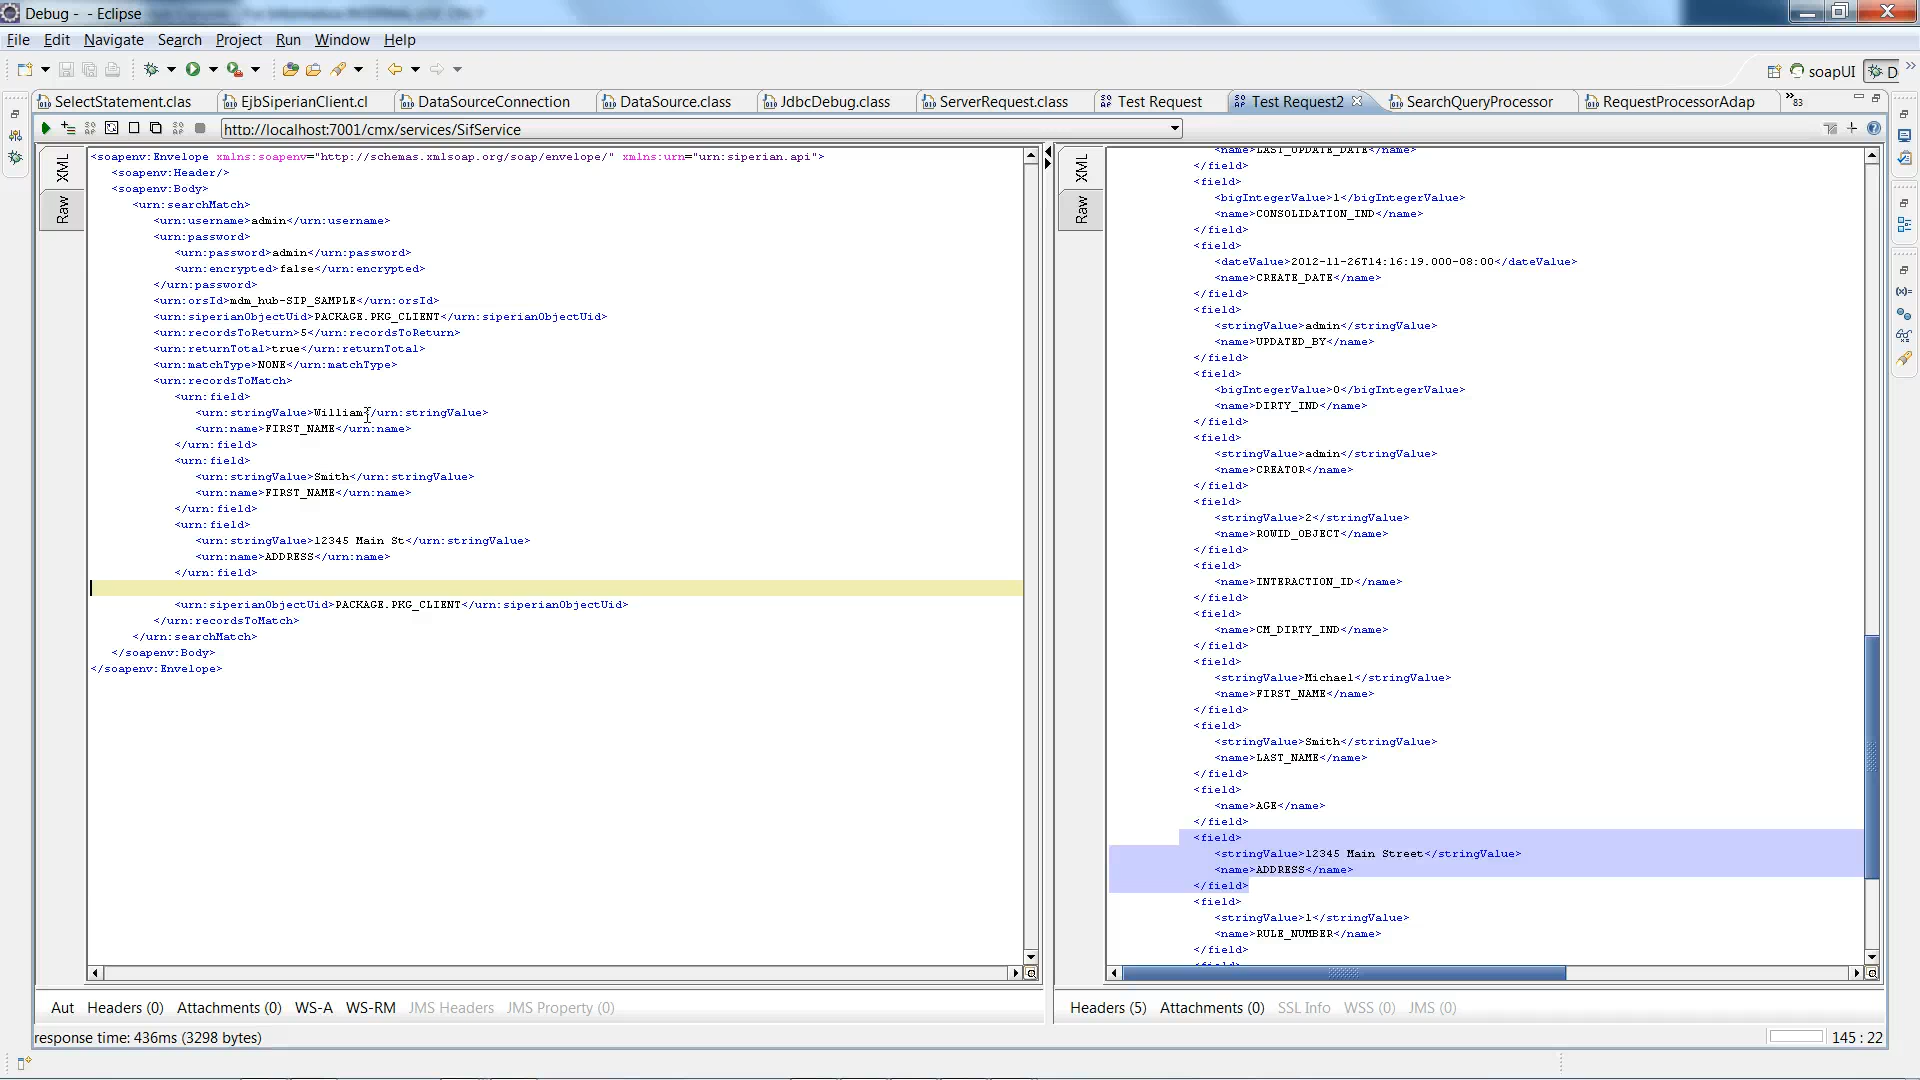 Debug - - Eclipse
File Edit Navigate Search Project Run Window Help
soapUI D
SelectStatement.clas EjbSiperianClient.cl DataSourceConnection DataSource.class JdbcDebug.class ServerRequest.class Test Request Test Request2 SearchQueryProcessor RequestProcessorAdap »83
http://localhost:7001/cmx/services/SifService
XML
Raw
<soapenv:Envelope xmlns:soapenv="http://schemas.xmlsoap.org/soap/envelope/" xmlns:urn="urn:siperian.api">
<soapenv:Header/>
<soapenv:Body>
<urn:searchMatch>
<urn:username>admin</urn:username>
<urn:password>
<urn:password>admin</urn:password>
<urn:encrypted>false</urn:encrypted>
</urn:password>
<urn:orsId>mdm_hub-SIP_SAMPLE</urn:orsId>
<urn:siperianObjectUid>PACKAGE.PKG_CLIENT</urn:siperianObjectUid>
<urn:recordsToReturn>5</urn:recordsToReturn>
<urn:returnTotal>true</urn:returnTotal>
<urn:matchType>NONE</urn:matchType>
<urn:recordsToMatch>
<urn:field>
<urn:stringValue>William</urn:stringValue>
<urn:name>FIRST_NAME</urn:name>
</urn:field>
<urn:field>
<urn:stringValue>Smith</urn:stringValue>
<urn:name>FIRST_NAME</urn:name>
</urn:field>
<urn:field>
<urn:stringValue>12345 Main St</urn:stringValue>
<urn:name>ADDRESS</urn:name>
</urn:field>
<urn:siperianObjectUid>PACKAGE.PKG_CLIENT</urn:siperianObjectUid>
</urn:recordsToMatch>
</urn:searchMatch>
</soapenv:Body>
</soapenv:Envelope>
XML
Raw
<name>LAST_UPDATE_DATE</name>
</field>
<field>
<bigIntegerValue>1</bigIntegerValue>
<name>CONSOLIDATION_IND</name>
</field>
<field>
<dateValue>2012-11-26T14:16:19.000-08:00</dateValue>
<name>CREATE_DATE</name>
</field>
<field>
<stringValue>admin</stringValue>
<name>UPDATED_BY</name>
</field>
<field>
<bigIntegerValue>0</bigIntegerValue>
<name>DIRTY_IND</name>
</field>
<field>
<stringValue>admin</stringValue>
<name>CREATOR</name>
</field>
<field>
<stringValue>2</stringValue>
<name>ROWID_OBJECT</name>
</field>
<field>
<name>INTERACTION_ID</name>
</field>
<field>
<name>CM_DIRTY_IND</name>
</field>
<field>
<stringValue>Michael</stringValue>
<name>FIRST_NAME</name>
</field>
<field>
<stringValue>Smith</stringValue>
<name>LAST_NAME</name>
</field>
<field>
<name>AGE</name>
</field>
<field>
<stringValue>12345 Main Street</stringValue>
<name>ADDRESS</name>
</field>
<field>
<stringValue>1</stringValue>
<name>RULE_NUMBER</name>
</field>
Aut Headers (0) Attachments (0) WS-A WS-RM JMS Headers JMS Property (0)
Headers (5) Attachments (0) SSL Info WSS (0) JMS (0)
response time: 436ms (3298 bytes)
145 : 22